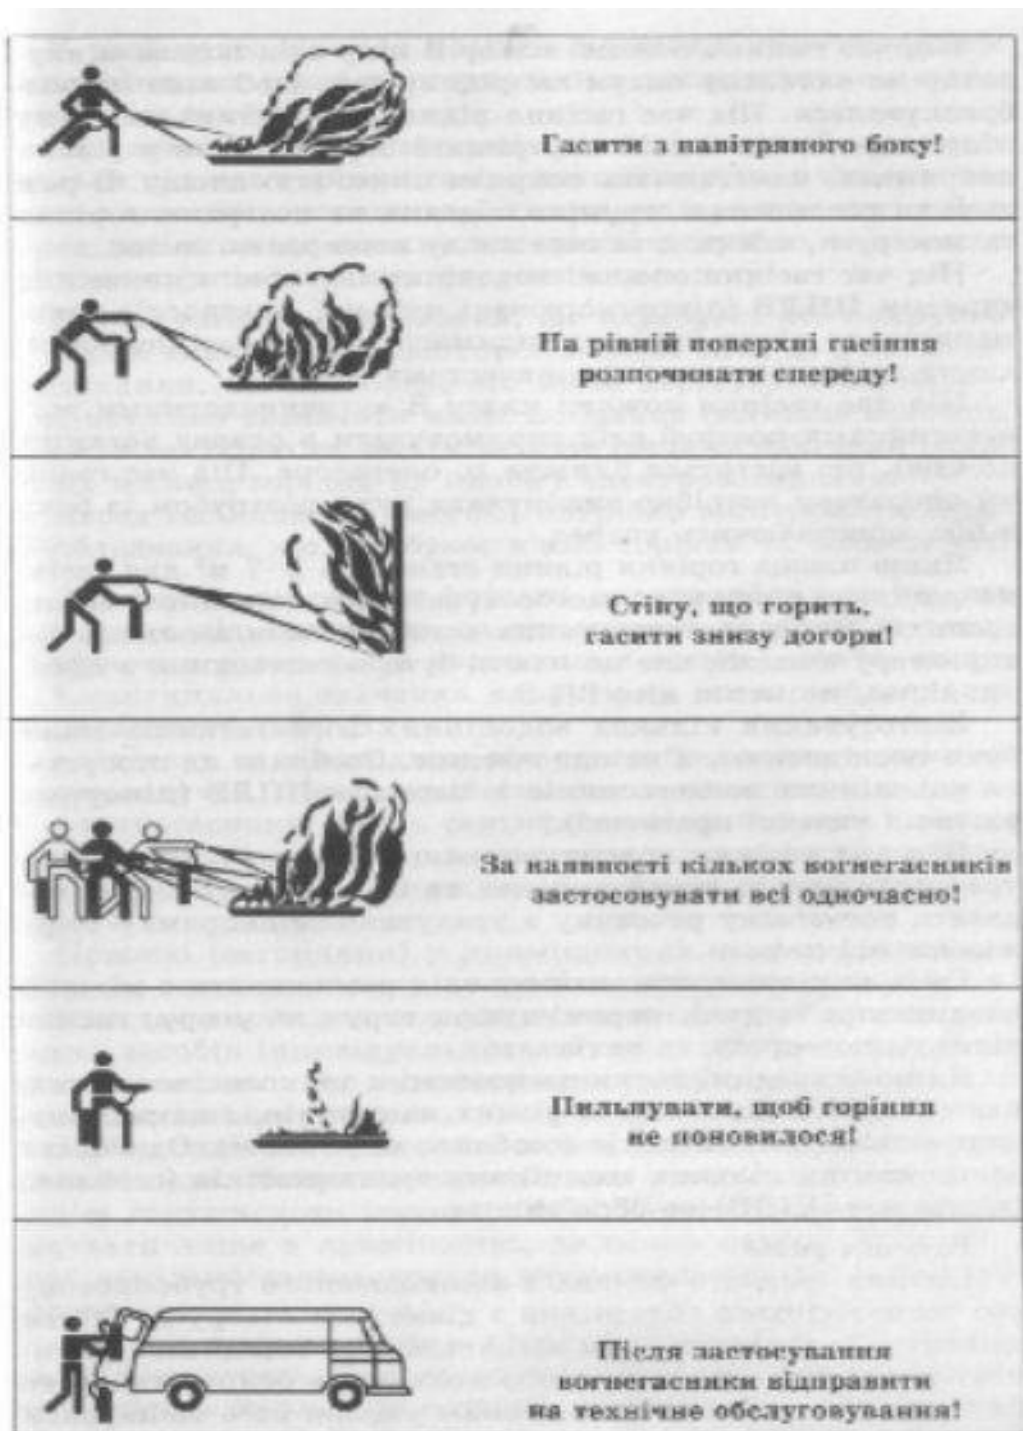 Гасити з навітряного боку!
На рівній поверхні гасіння
розпочинати спереду!
Стіну, що горить,
гасити знизу догори!
За наявності кількох вогнегасників
застосовувати всі одночасно!
Пильнувати, щоб горіння
не поновилося!
Після застосування
вогнегасники відправити
на технічне обслуговування!